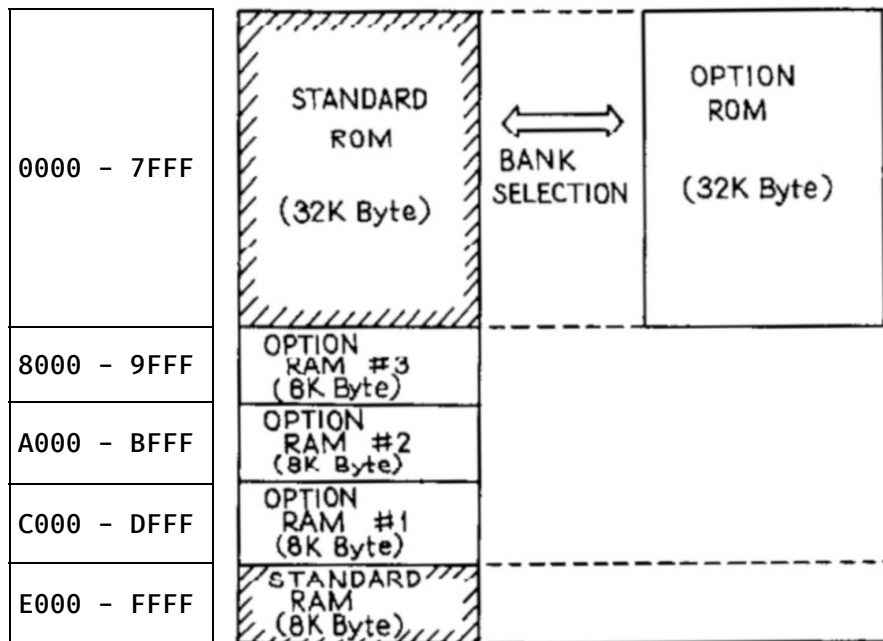 0000 - 7FFF
STANDARD
ROM
(32K Byte)
BANK
SELECTION
OPTION
ROM
(32K Byte)
8000 - 9FFF
OPTION
RAM #3
(8K Byte)
A000 - BFFF
OPTION
RAM #2
(8K Byte)
C000 - DFFF
OPTION
RAM #1
(8K Byte)
E000 - FFFF
STANDARD
RAM
(8K Byte)